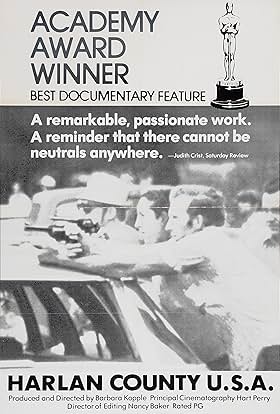 ACADEMY
AWARD
WINNER
BEST DOCUMENTARY FEATURE
A remarkable, passionate work.
A reminder that there cannot be
neutrals anywhere. —Judith Crist, Saturday Review
HARLAN COUNTY U.S.A.
Produced and Directed by Barbara Kopple Principal Cinematography Hart Perry
Director of Editing Nancy Baker Rated PG